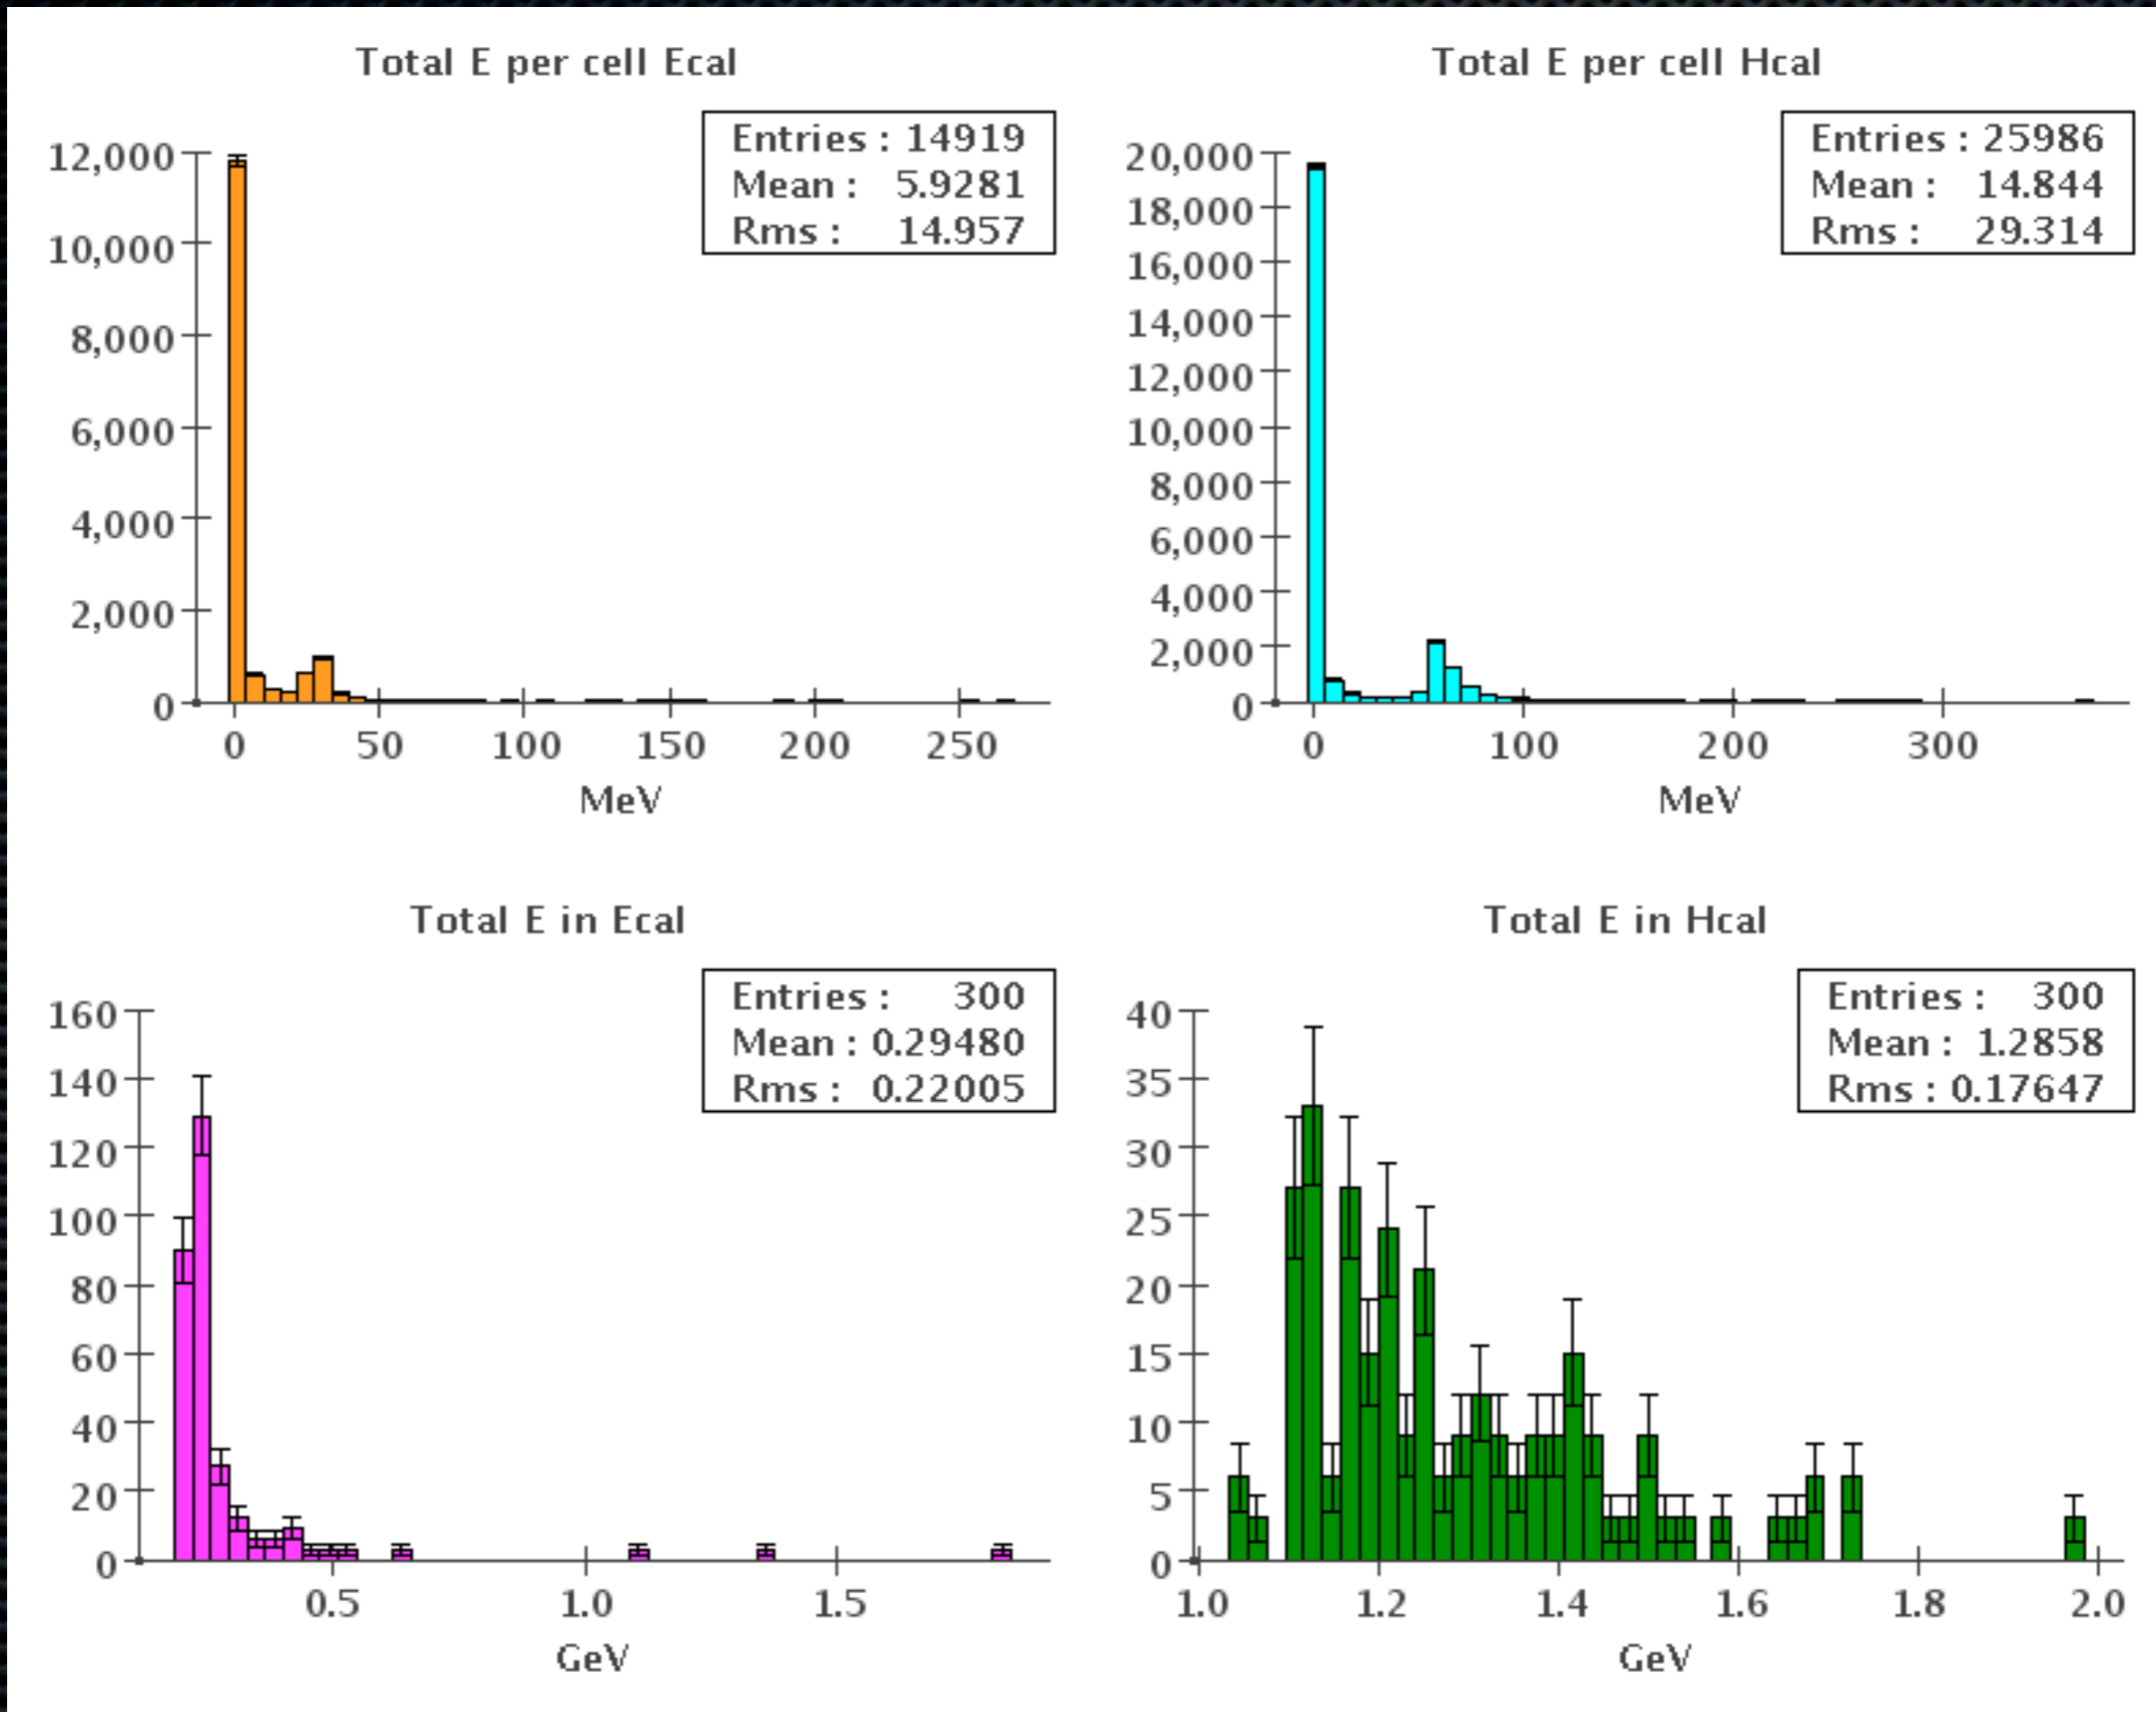 Total E per cell Ecal
Entries : 14919
Mean : 5.9281
Rms : 14.957
12,000
10,000
8,000
6,000
4,000
2,000
0
0 50 100 150 200 250
MeV
Total E per cell Hcal
Entries : 25986
Mean : 14.844
Rms : 29.314
20,000
18,000
16,000
14,000
12,000
10,000
8,000
6,000
4,000
2,000
0
0 100 200 300
MeV
Total E in Ecal
Entries : 300
Mean : 0.29480
Rms : 0.22005
160
140
120
100
80
60
40
20
0
0.5 1.0 1.5
GeV
Total E in Hcal
Entries : 300
Mean : 1.2858
Rms : 0.17647
40
35
30
25
20
15
10
5
0
1.0 1.2 1.4 1.6 1.8 2.0
GeV